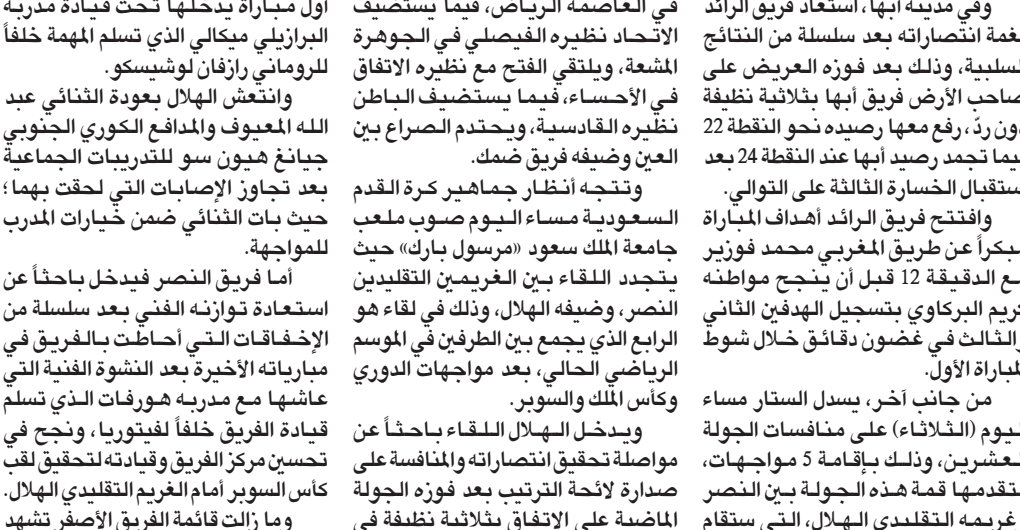 وفي مدينة أبها، استعاد فريق الرائد
نغمة انتصاراته بعد سلسلة من النتائج
السلبية، وذلك بعد فوزه العريض على
صاحب الأرض فريق أبها بثلاثية نظيفة
دون ردّ، رفع معها رصيده نحو النقطة 22
فيما تجمد رصيد أبها عند النقطة 24 بعد
استقبال الخسارة الثالثة على التوالي.
وافتتح فريق الرائد أهداف المباراة
مبكراً عن طريق المغربي محمد فوزير
مع الدقيقة 12 قبل أن ينجح مواطنه
كريم البركاوي بتسجيل الهدفين الثاني
والثالث في غضون دقائق خلال شوط
المباراة الأول.
من جانب آخر، يسدل الستار مساء
اليوم (الثلاثاء) على منافسات الجولة
العشرين، وذلك بإقامة 5 مواجهات،
تتقدمها قمة هذه الجولة بين النصر
وغريمه التقليدي الهلال، التي ستقام
في العاصمة الرياض، فيما يستضيف
الاتحاد نظيره الفيصلي في الجوهرة
المشعة، ويلتقي الفتح مع نظيره الاتفاق
في الأحساء، فيما يستضيف الباطن
نظيره القادسية، ويحتدم الصراع بين
العين وضيفه فريق ضمك.
وتتجه أنظار جماهير كرة القدم
السعودية مساء اليوم صوب ملعب
جامعة الملك سعود «مرسول بارك» حيث
يتجدد اللقاء بين الغريمين التقليدين
النصر، وضيفه الهلال، وذلك في لقاء هو
الرابع الذي يجمع بين الطرفين في الموسم
الرياضي الحالي، بعد مواجهات الدوري
وكأس الملك والسوبر.
ويدخل الهلال اللقاء باحثاً عن
مواصلة تحقيق انتصاراته والمنافسة على
صدارة لائحة الترتيب بعد فوزه الجولة
الماضية على الاتفاق بثلاثية نظيفة في
أول مباراة يدخلها تحت قيادة مدربه
البرازيلي ميكالي الذي تسلم المهمة خلفاً
للروماني رازفان لوشيسكو.
وانتعش الهلال بعودة الثنائي عبد
الله المعيوف والمدافع الكوري الجنوبي
جيانغ هيون سو للتدريبات الجماعية
بعد تجاوز الإصابات التي لحقت بهما؛
حيث بات الثنائي ضمن خيارات المدرب
للمواجهة.
أما فريق النصر فيدخل باحثاً عن
استعادة توازنه الفني بعد سلسلة من
الإخفاقات التي أحاطت بالفريق في
مبارياته الأخيرة بعد النشوة الفنية التي
عاشها مع مدربه هورفات الذي تسلم
قيادة الفريق خلفاً لفيتوريا، ونجح في
تحسين مركز الفريق وقيادته لتحقيق لقب
كأس السوبر أمام الغريم التقليدي الهلال.
وما زالت قائمة الفريق الأصفر تشهد